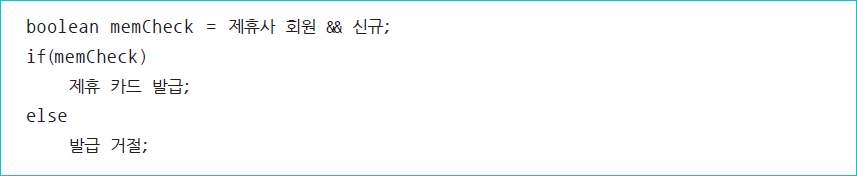 boolean memCheck = 제휴사 회원 && 신규;
if(memCheck)
제휴 카드 발급;
else
발급 거절;